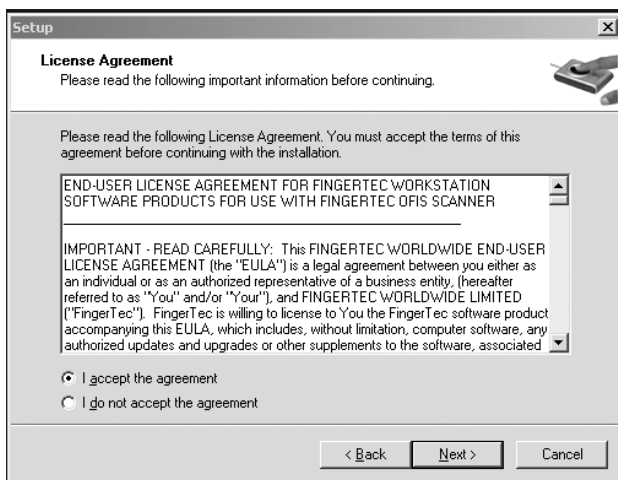 Setup
License Agreement
Please read the following important information before continuing.
Please read the following License Agreement. You must accept the terms of this
agreement before continuing with the installation.
END-USER LICENSE AGREEMENT FOR FINGERTEC WORKSTATION
SOFTWARE PRODUCTS FOR USE WITH FINGERTEC OFIS SCANNER
IMPORTANT - READ CAREFULLY: This FINGERTEC WORLDWIDE END-USER
LICENSE AGREEMENT (the "EULA") is a legal agreement between you either as
an individual or as an authorized representative of a business entity, (hereafter
referred to as "You" and/or "Your"), and FINGERTEC WORLDWIDE LIMITED
("FingerTec"). FingerTec is willing to license to You the FingerTec software product
accompanying this EULA, which includes, without limitation, computer software, any
authorized updates and upgrades or other supplements to the software, associated
I accept the agreement
I do not accept the agreement
< Back Next > Cancel